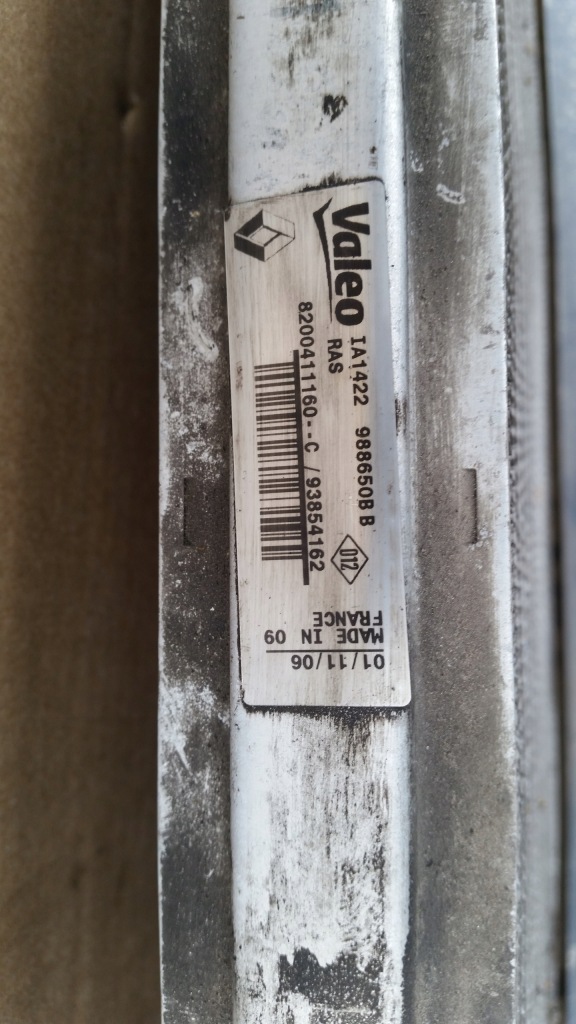 Valeo
IA1422 988650B B
RAS
8200411160--C / 93854162
D12
01/11/06
MADE IN 09
FRANCE